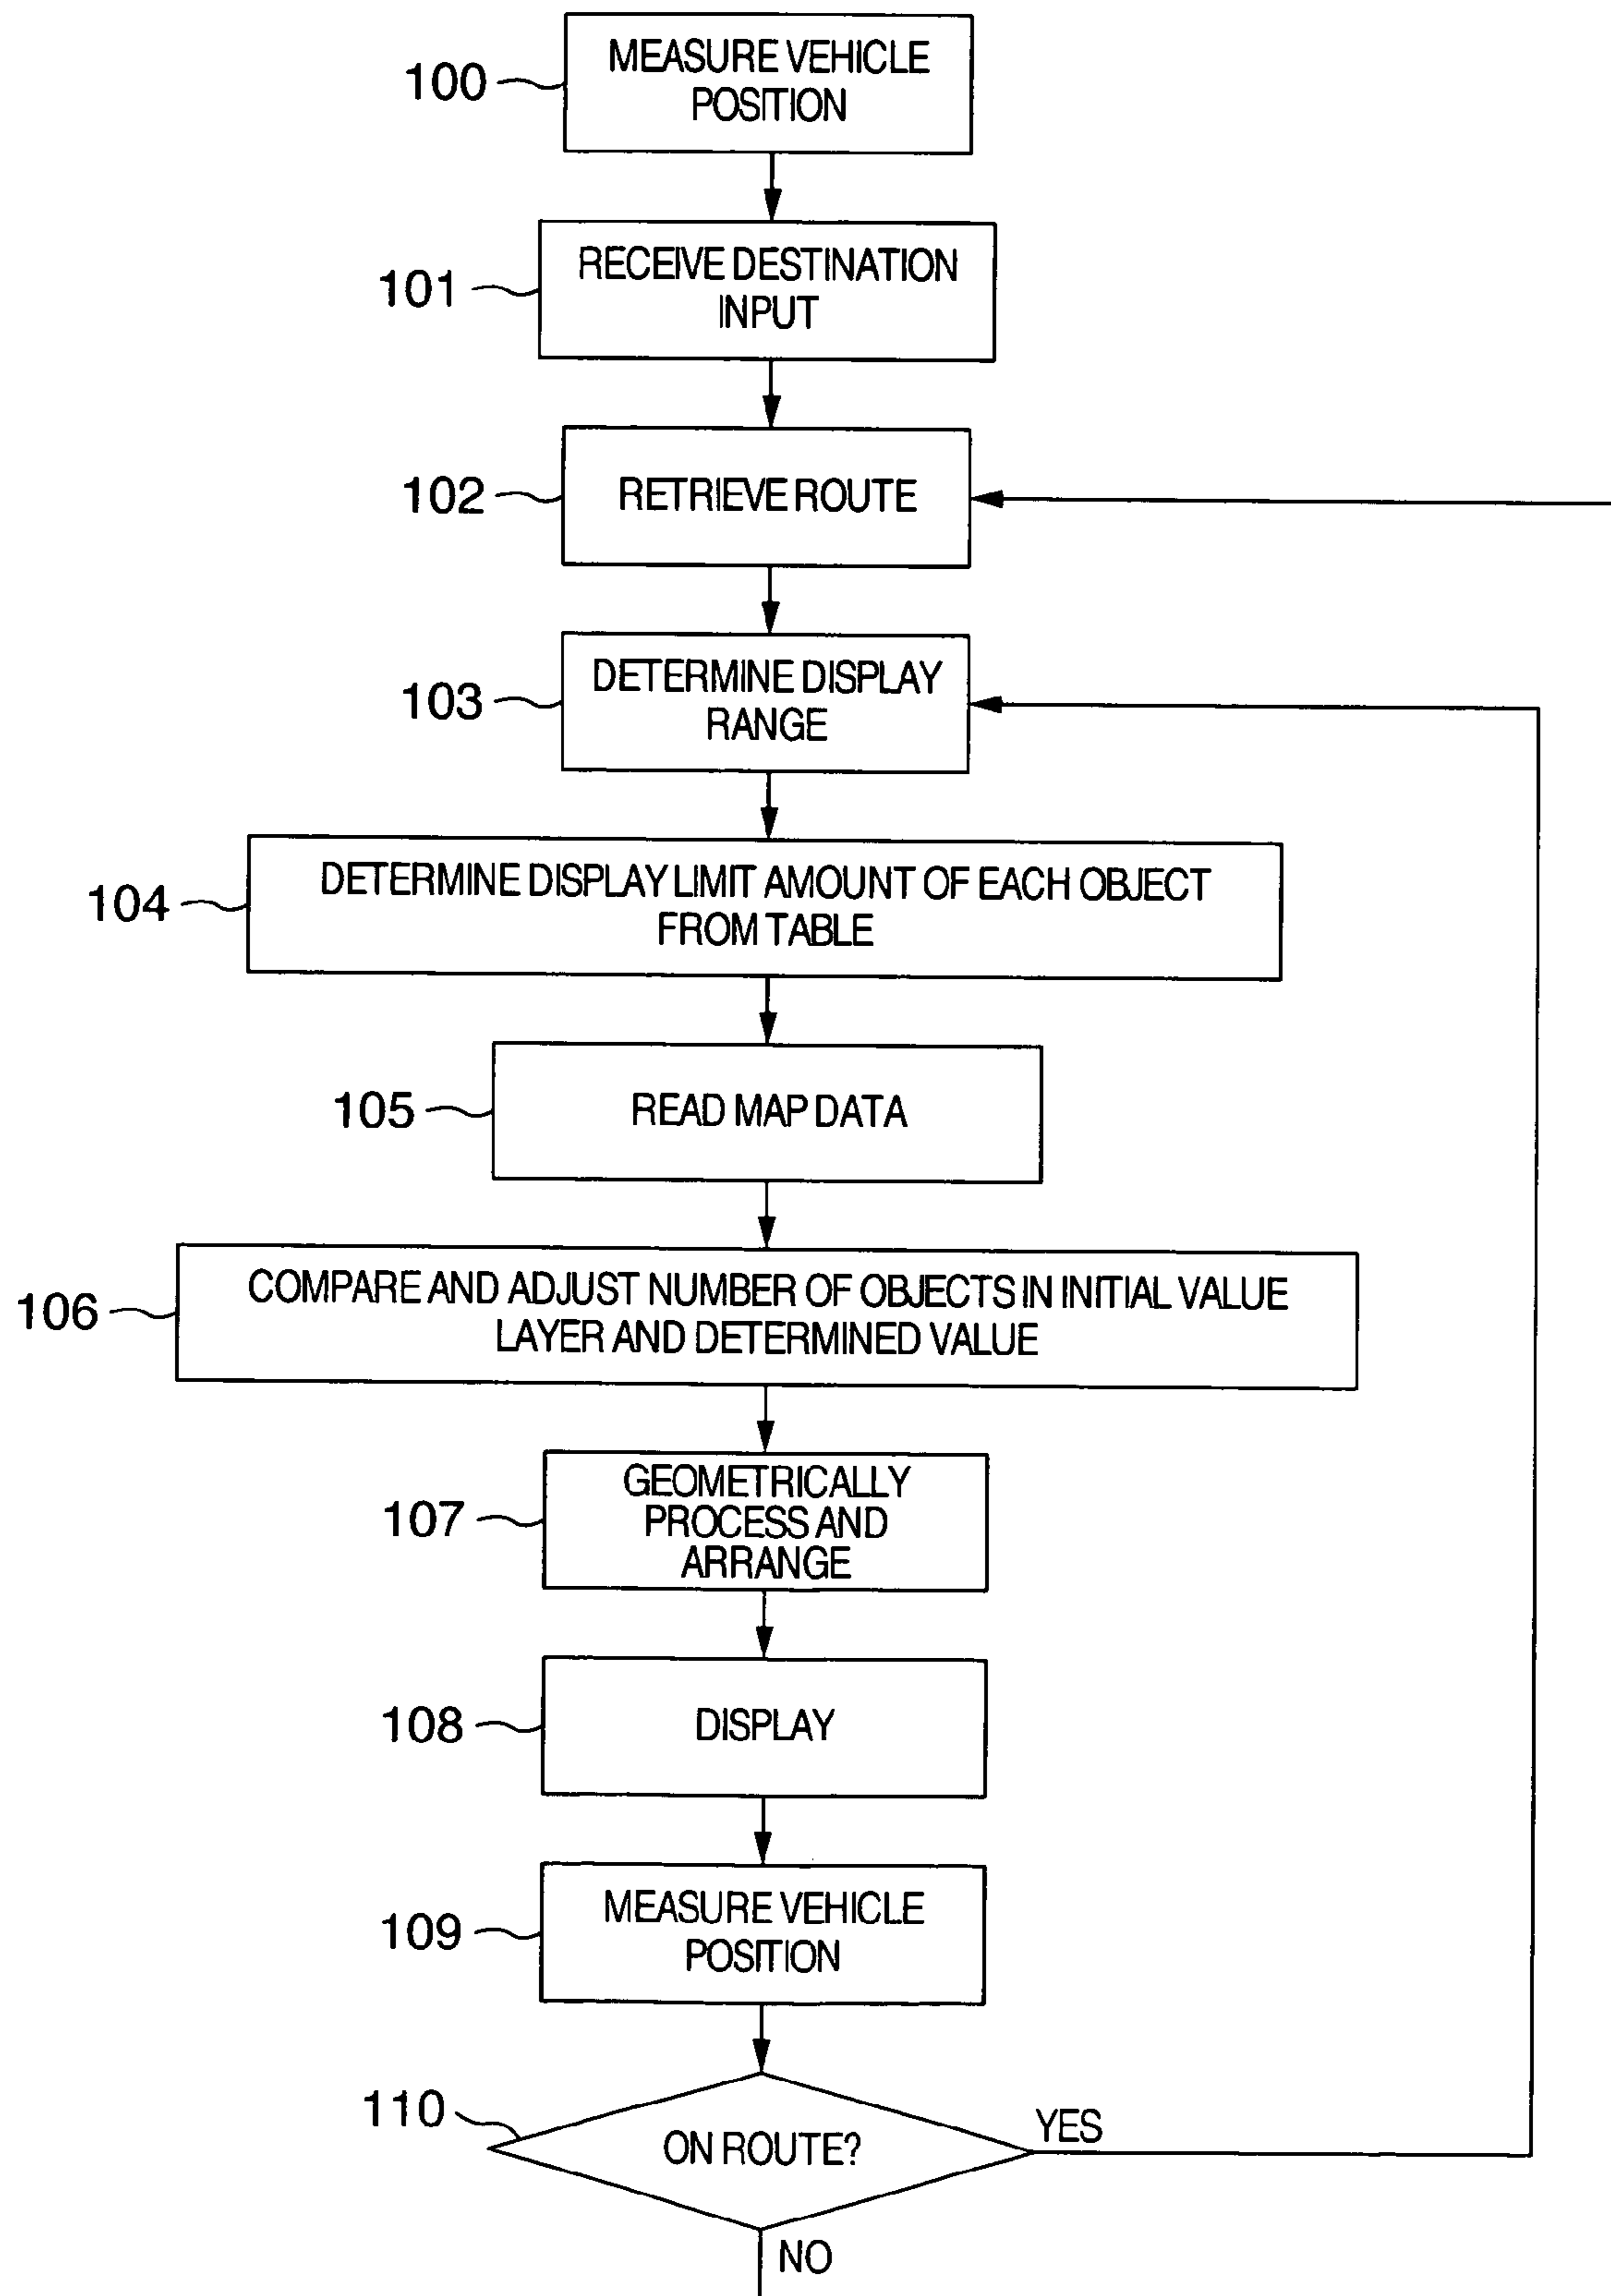 100
MEASURE VEHICLE
POSITION
101
RECEIVE DESTINATION
INPUT
102
RETRIEVE ROUTE
103
DETERMINE DISPLAY
RANGE
104
DETERMINE DISPLAY LIMIT AMOUNT OF EACH OBJECT
FROM TABLE
105
READ MAP DATA
106
COMPARE AND ADJUST NUMBER OF OBJECTS IN INITIAL VALUE
LAYER AND DETERMINED VALUE
107
GEOMETRICALLY
PROCESS AND
ARRANGE
108
DISPLAY
109
MEASURE VEHICLE
POSITION
110
ON ROUTE?
YES
NO